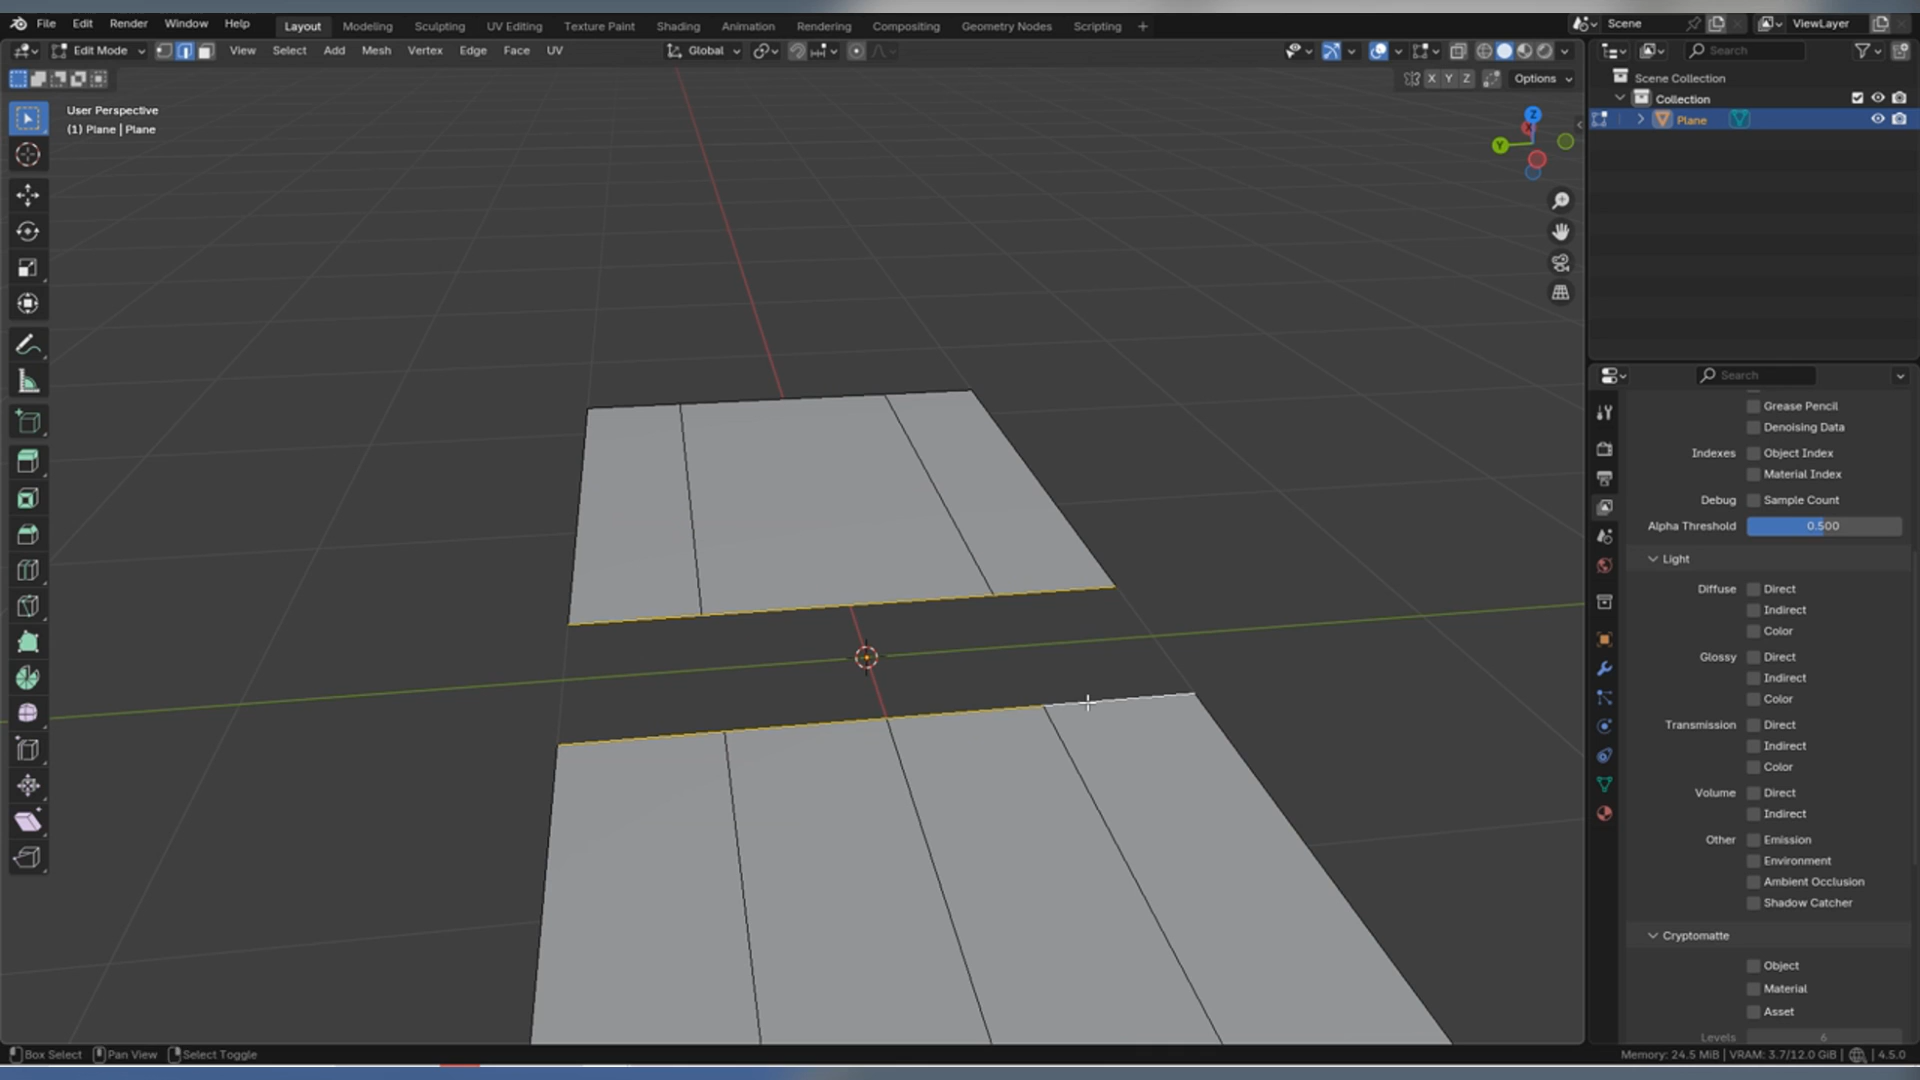 File Edit Render Window Help Layout Modeling Sculpting UV Editing Texture Paint Shading Animation Rendering Compositing Geometry Nodes Scripting + Scene ViewLayer
Edit Mode View Select Add Mesh Vertex Edge Face UV Global Search
X Y Z Options
Scene Collection
Collection
Plane
User Perspective
(1) Plane | Plane
Z
Y
Search
Grease Pencil
Denoising Data
Indexes Object Index
Material Index
Debug Sample Count
Alpha Threshold 0.500
Light
Diffuse Direct
Indirect
Color
Glossy Direct
Indirect
Color
Transmission Direct
Indirect
Color
Volume Direct
Indirect
Other Emission
Environment
Ambient Occlusion
Shadow Catcher
Cryptomatte
Object
Material
Asset
Levels 6
Box Select Pan View Select Toggle Memory: 24.5 MiB | VRAM: 3.7/12.0 GiB | 4.5.0